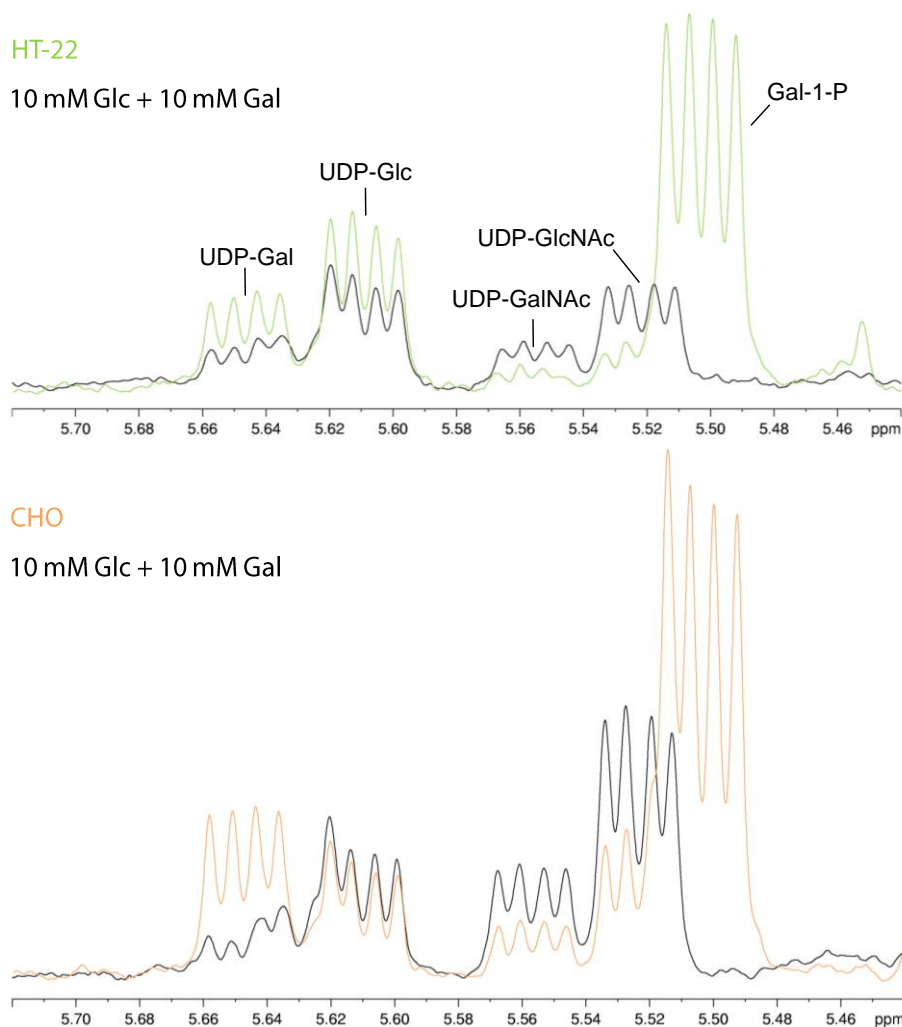 HT-22
10 mM Glc + 10 mM Gal
Gal-1-P
UDP-Glc
UDP-GlcNAc
UDP-Gal
UDP-GalNAc
5.70 5.68 5.66 5.64 5.62 5.60 5.58 5.56 5.54 5.52 5.50 5.48 5.46 ppm
CHO
10 mM Glc + 10 mM Gal
5.70 5.68 5.66 5.64 5.62 5.60 5.58 5.56 5.54 5.52 5.50 5.48 5.46 ppm